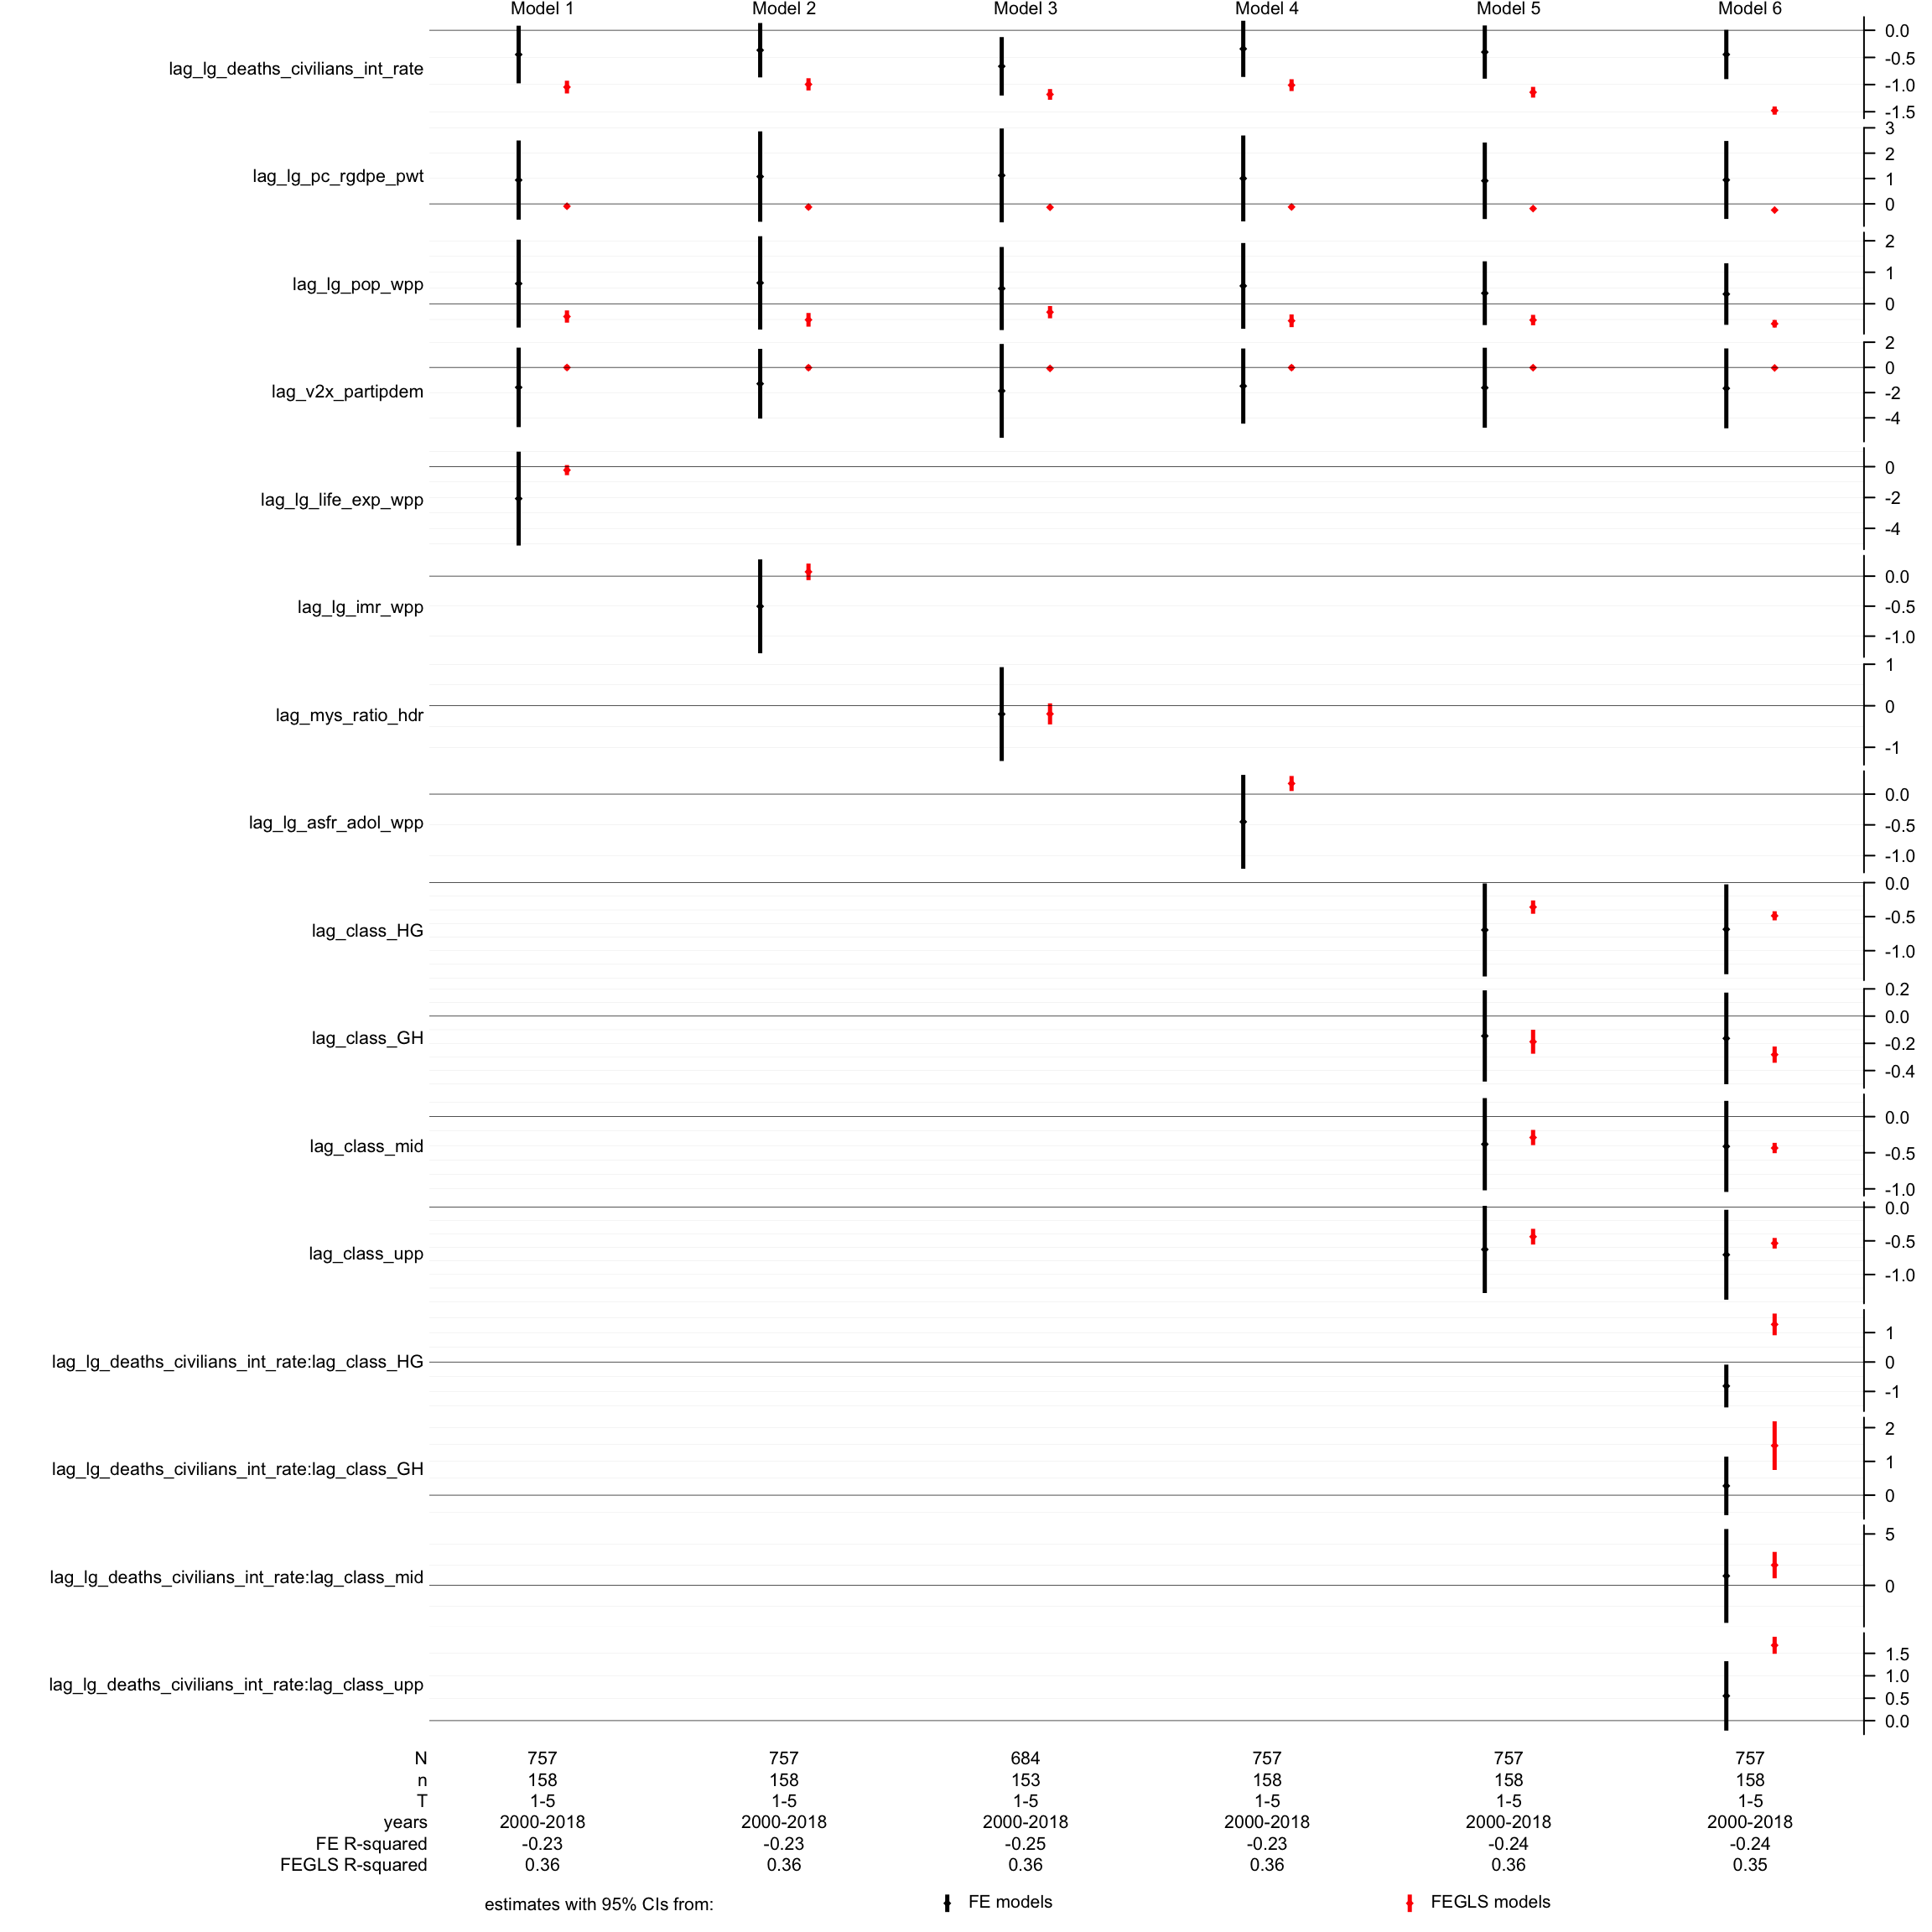 Model 1 Model 2 Model 3 Model 4 Model 5 Model 6
lag_lg_deaths_civilians_int_rate
0.0
-0.5
-1.0
-1.5
lag_lg_pc_rgdpe_pwt
3
2
1
0
lag_lg_pop_wpp
2
1
0
lag_v2x_partipdem
2
0
-2
-4
lag_lg_life_exp_wpp
0
-2
-4
lag_lg_imr_wpp
0.0
-0.5
-1.0
lag_mys_ratio_hdr
1
0
-1
lag_lg_asfr_adol_wpp
0.0
-0.5
-1.0
lag_class_HG
0.0
-0.5
-1.0
lag_class_GH
0.2
0.0
-0.2
-0.4
lag_class_mid
0.0
-0.5
-1.0
lag_class_upp
0.0
-0.5
-1.0
lag_lg_deaths_civilians_int_rate:lag_class_HG
1
0
-1
lag_lg_deaths_civilians_int_rate:lag_class_GH
2
1
0
lag_lg_deaths_civilians_int_rate:lag_class_mid
5
0
lag_lg_deaths_civilians_int_rate:lag_class_upp
1.5
1.0
0.5
0.0
N 757 757 684 757 757 757
n 158 158 153 158 158 158
T 1-5 1-5 1-5 1-5 1-5 1-5
years 2000-2018 2000-2018 2000-2018 2000-2018 2000-2018 2000-2018
FE R-squared -0.23 -0.23 -0.25 -0.23 -0.24 -0.24
FEGLS R-squared 0.36 0.36 0.36 0.36 0.36 0.35
estimates with 95% CIs from: FE models FEGLS models